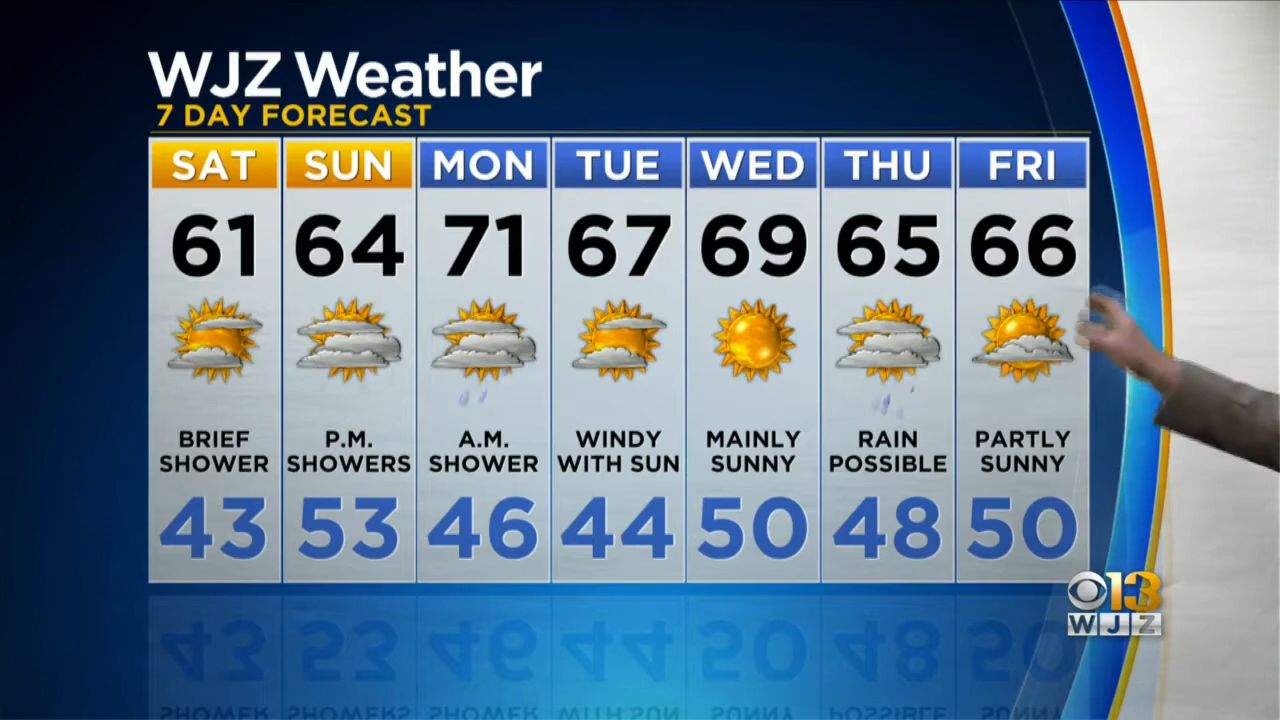 WJZ Weather
7 DAY FORECAST
SAT SUN MON TUE WED THU FRI
61 64 71 67 69 65 66
BRIEF P.M. A.M. WINDY MAINLY RAIN PARTLY
SHOWER SHOWERS SHOWER WITH SUN SUNNY POSSIBLE SUNNY
43 53 46 44 50 48 50
13
WJZ